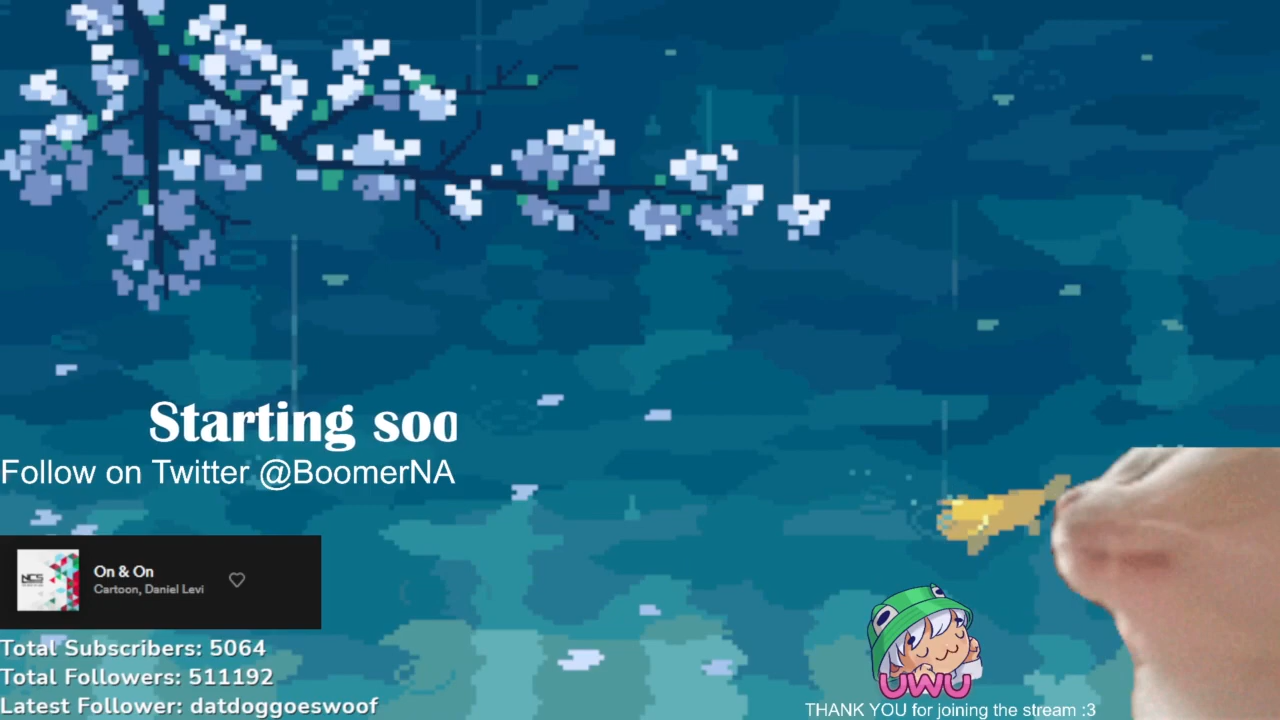 Starting soo
Follow on Twitter @BoomerNA
NCS
On & On
Cartoon, Daniel Levi
Total Subscribers: 5064
Total Followers: 511192
Latest Follower: datdoggoeswoof
UWU
THANK YOU for joining the stream :3